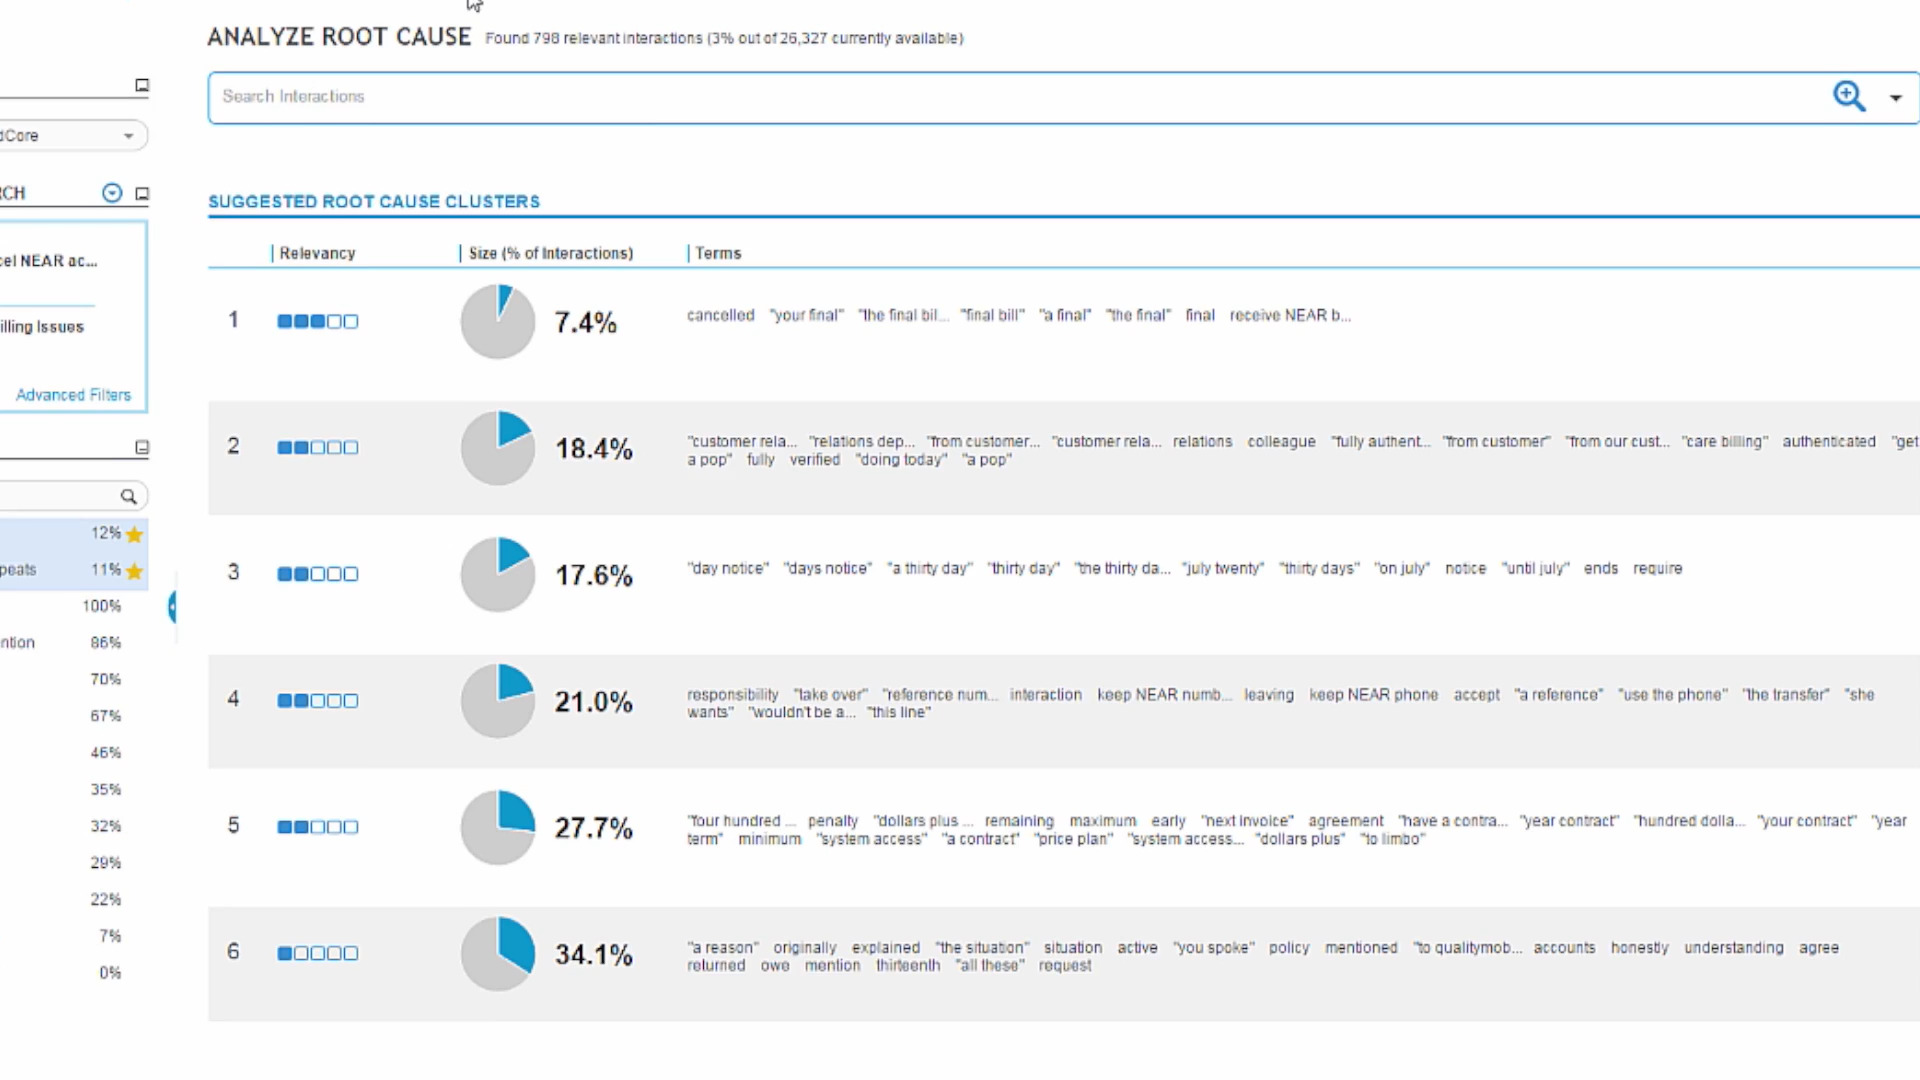 ANALYZE ROOT CAUSE Found 798 relevant interactions (3% out of 26,327 currently available)
Search Interactions
dCore
RCH
cel NEAR ac...
illing Issues
Advanced Filters
12%
peats 11%
100%
ntion 86%
70%
67%
46%
35%
32%
29%
22%
7%
0%
SUGGESTED ROOT CAUSE CLUSTERS
Relevancy Size (% of Interactions) Terms
1 7.4% cancelled "your final" "the final bil... "final bill" "a final" "the final" final receive NEAR b...
2 18.4% "customer rela... "relations dep... "from customer... "customer rela... relations colleague "fully authent... "from customer" "from our cust... "care billing" authenticated "get
a pop" fully verified "doing today" "a pop"
3 17.6% "day notice" "days notice" "a thirty day" "thirty day" "the thirty da... "july twenty" "thirty days" "on july" notice "until july" ends require
4 21.0% responsibility "take over" "reference num... interaction keep NEAR numb... leaving keep NEAR phone accept "a reference" "use the phone" "the transfer" "she
wants" "wouldn't be a... "this line"
5 27.7% "four hundred ... penalty "dollars plus ... remaining maximum early "next invoice" agreement "have a contra... "year contract" "hundred dolla... "your contract" "year
term" minimum "system access" "a contract" "price plan" "system access... "dollars plus" "to limbo"
6 34.1% "a reason" originally explained "the situation" situation active "you spoke" policy mentioned "to qualitymob... accounts honestly understanding agree
returned owe mention thirteenth "all these" request